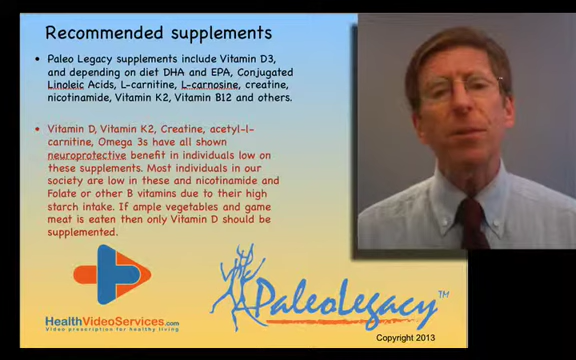 Recommended supplements
• Paleo Legacy supplements include Vitamin D3,
and depending on diet DHA and EPA, Conjugated
Linoleic Acids, L-carnitine, L-carnosine, creatine,
nicotinamide, Vitamin K2, Vitamin B12 and others.
• Vitamin D, Vitamin K2, Creatine, acetyl-l-
carnitine, Omega 3s have all shown
neuroprotective benefit in individuals low on
these supplements. Most individuals in our
society are low in these and nicotinamide and
Folate or other B vitamins due to their high
starch intake. If ample vegetables and game
meat is eaten then only Vitamin D should be
supplemented.
HealthVideoServices.com
Video prescription for healthy living
PaleoLegacy™
Copyright 2013